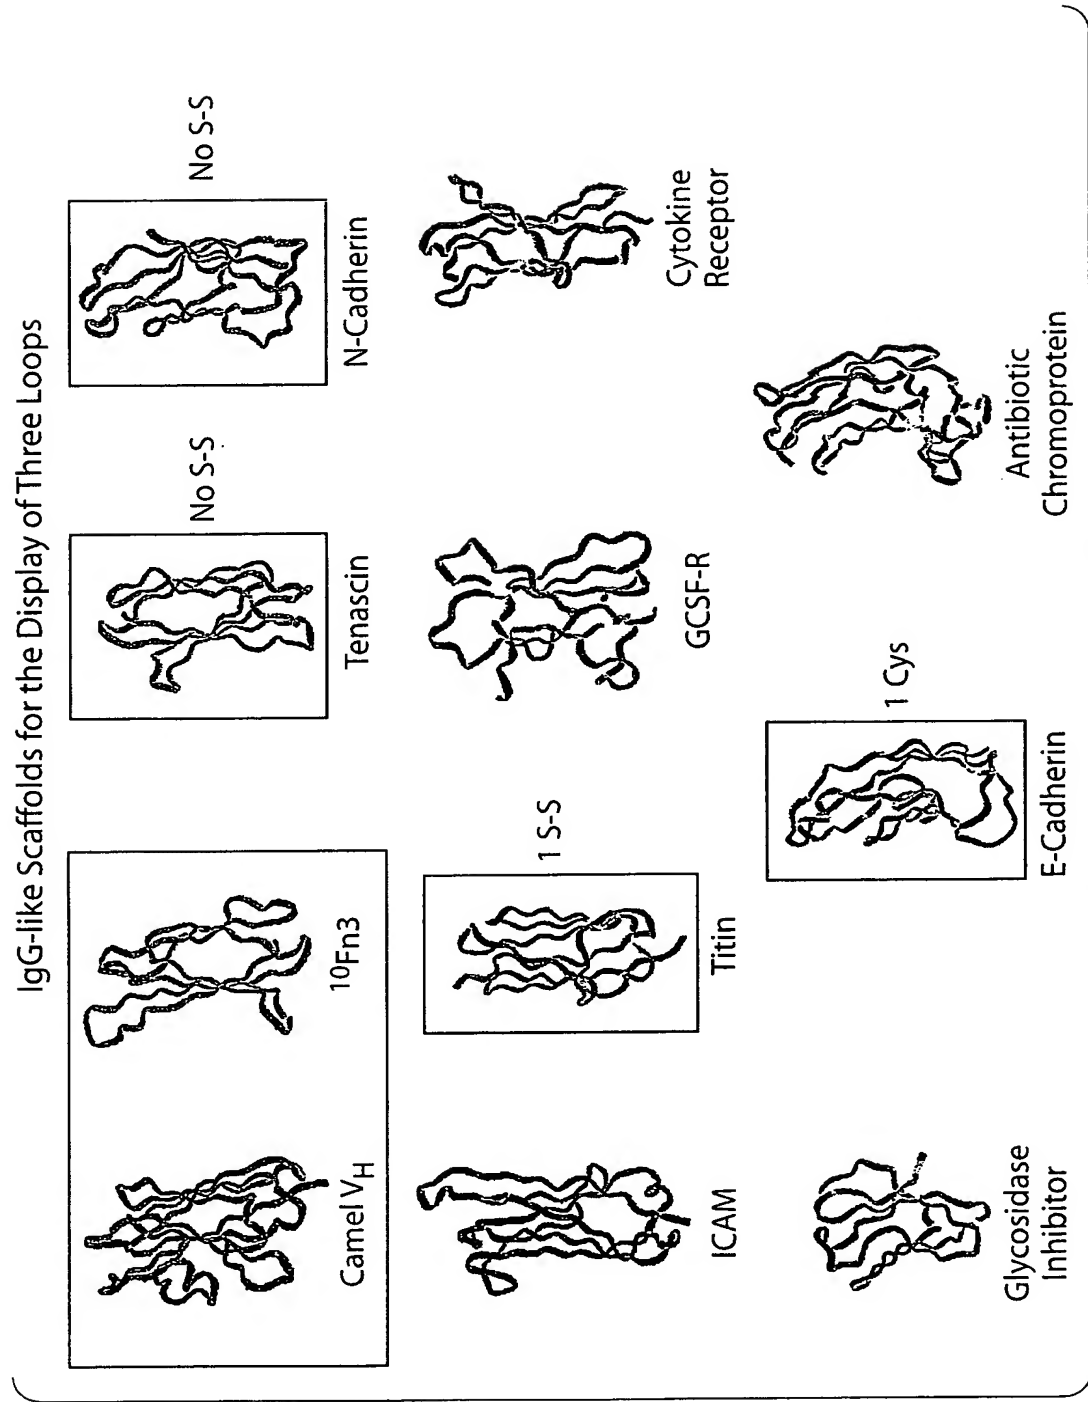 IgG-like Scaffolds for the Display of Three Loops
Camel VH
10Fn3
Tenascin
No S-S
N-Cadherin
No S-S
ICAM
Titin
1 S-S
GCSF-R
Cytokine
Receptor
Glycosidase
Inhibitor
E-Cadherin
1 Cys
Antibiotic
Chromoprotein